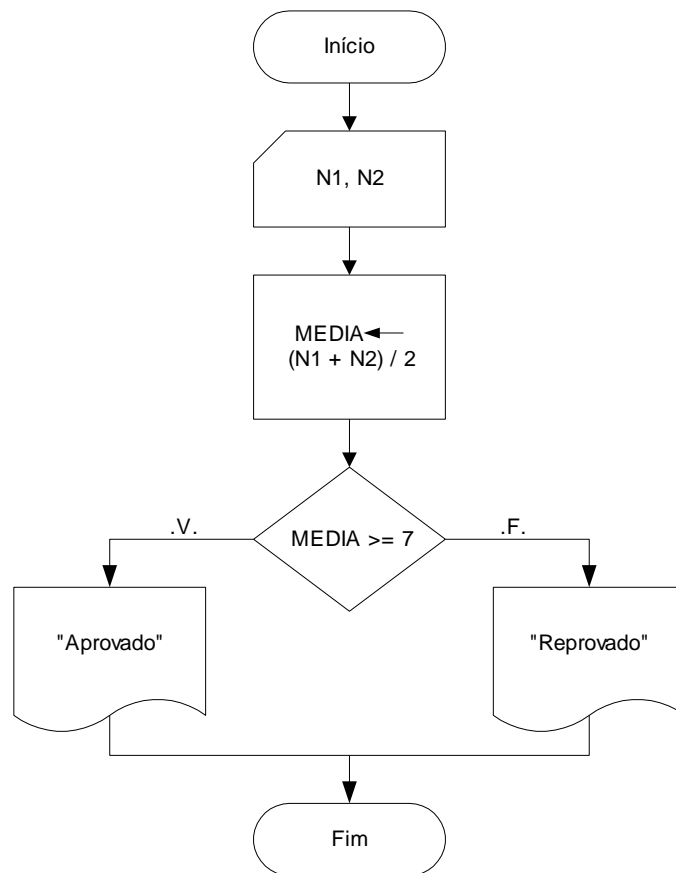 Início
N1, N2
MEDIA
(N1 + N2) / 2
MEDIA >= 7
.V.
.F.
"Aprovado"
"Reprovado"
Fim